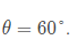 θ = 60°.